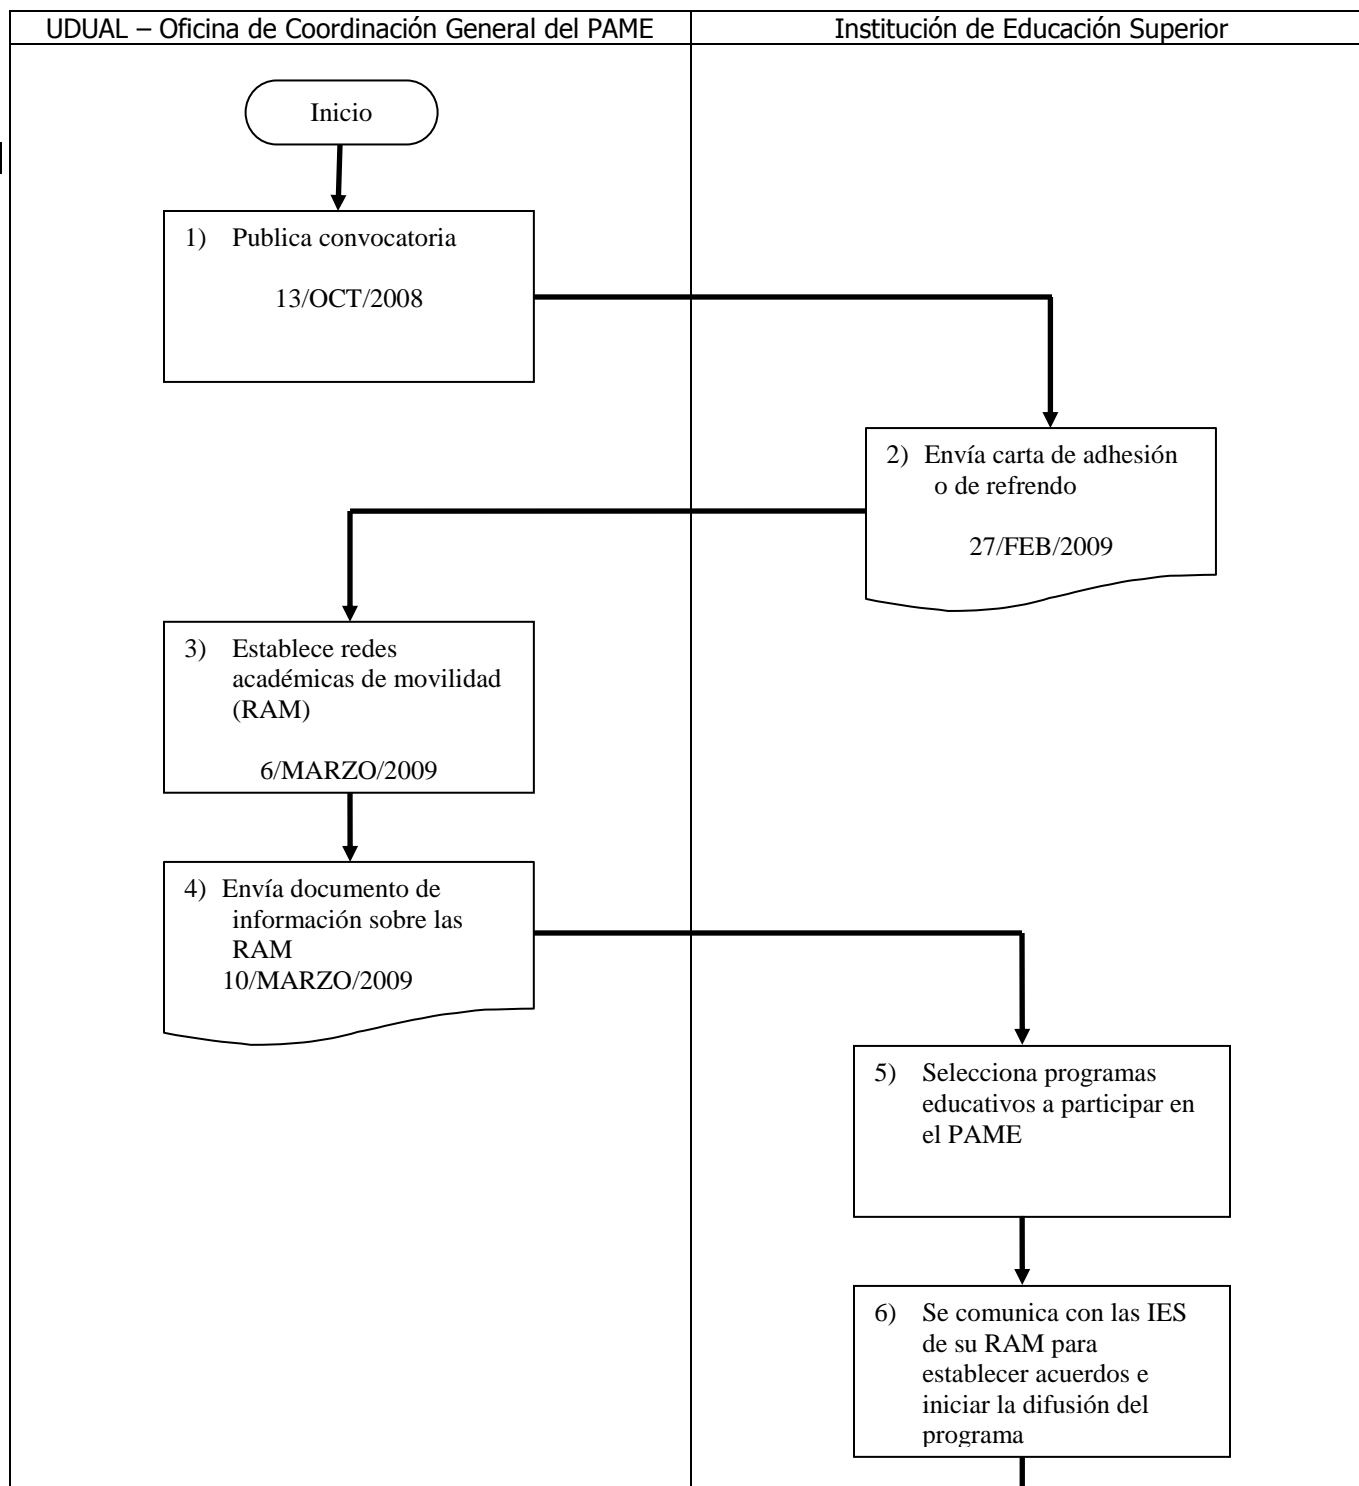 UDUAL – Oficina de Coordinación General del PAME
Institución de Educación Superior
Inicio
1) Publica convocatoria
13/OCT/2008
2) Envía carta de adhesión
o de refrendo
27/FEB/2009
3) Establece redes
académicas de movilidad
(RAM)
6/MARZO/2009
4) Envía documento de
información sobre las
RAM
10/MARZO/2009
5) Selecciona programas
educativos a participar en
el PAME
6) Se comunica con las IES
de su RAM para
establecer acuerdos e
iniciar la difusión del
programa